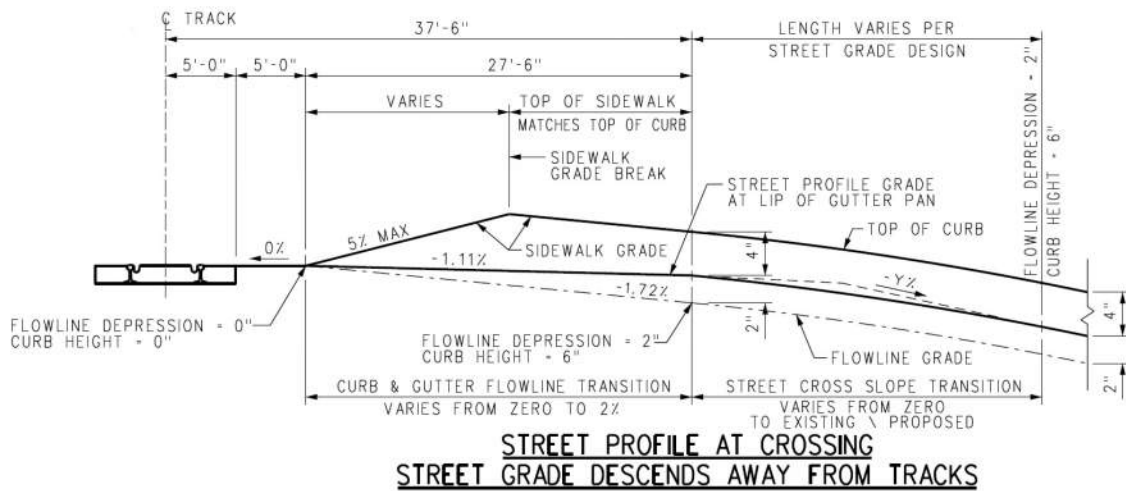 ℄ TRACK
37'-6"
LENGTH VARIES PER
STREET GRADE DESIGN
5'-0"
5'-0"
27'-6"
VARIES
TOP OF SIDEWALK
MATCHES TOP OF CURB
SIDEWALK
GRADE BREAK
STREET PROFILE GRADE
AT LIP OF GUTTER PAN
TOP OF CURB
FLOWLINE DEPRESSION = 2"
CURB HEIGHT = 6"
0%
5% MAX
SIDEWALK GRADE
4"
-1.11%
-Y%
-1.72%
4"
FLOWLINE DEPRESSION = 0"
CURB HEIGHT = 0"
FLOWLINE DEPRESSION = 2"
CURB HEIGHT = 6"
2"
FLOWLINE GRADE
2"
CURB & GUTTER FLOWLINE TRANSITION
VARIES FROM ZERO TO 2%
STREET CROSS SLOPE TRANSITION
VARIES FROM ZERO
TO EXISTING \ PROPOSED
STREET PROFILE AT CROSSING
STREET GRADE DESCENDS AWAY FROM TRACKS